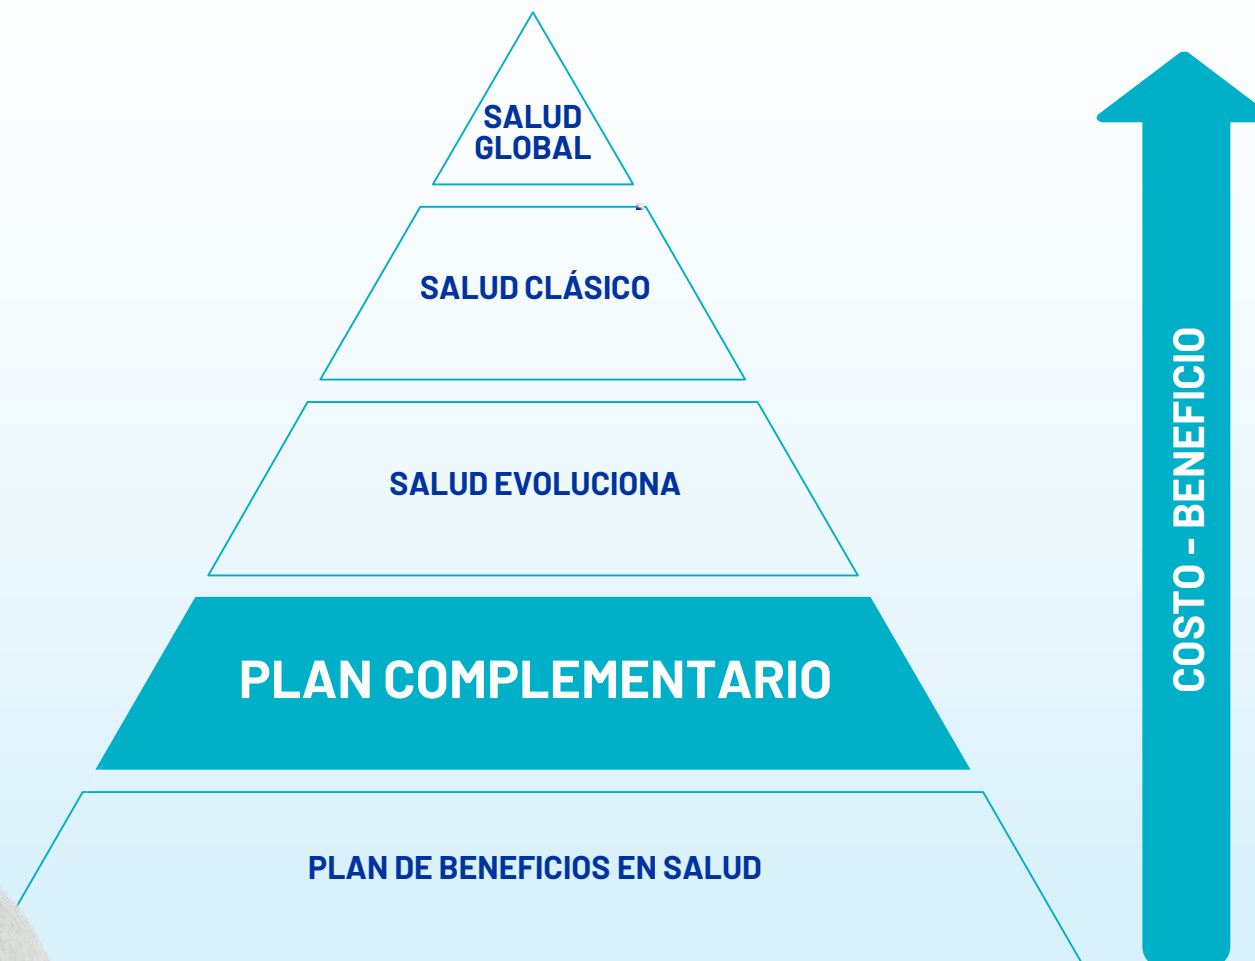 SALUD
GLOBAL
SALUD CLÁSICO
SALUD EVOLUCIONA
PLAN COMPLEMENTARIO
PLAN DE BENEFICIOS EN SALUD
COSTO - BENEFICIO